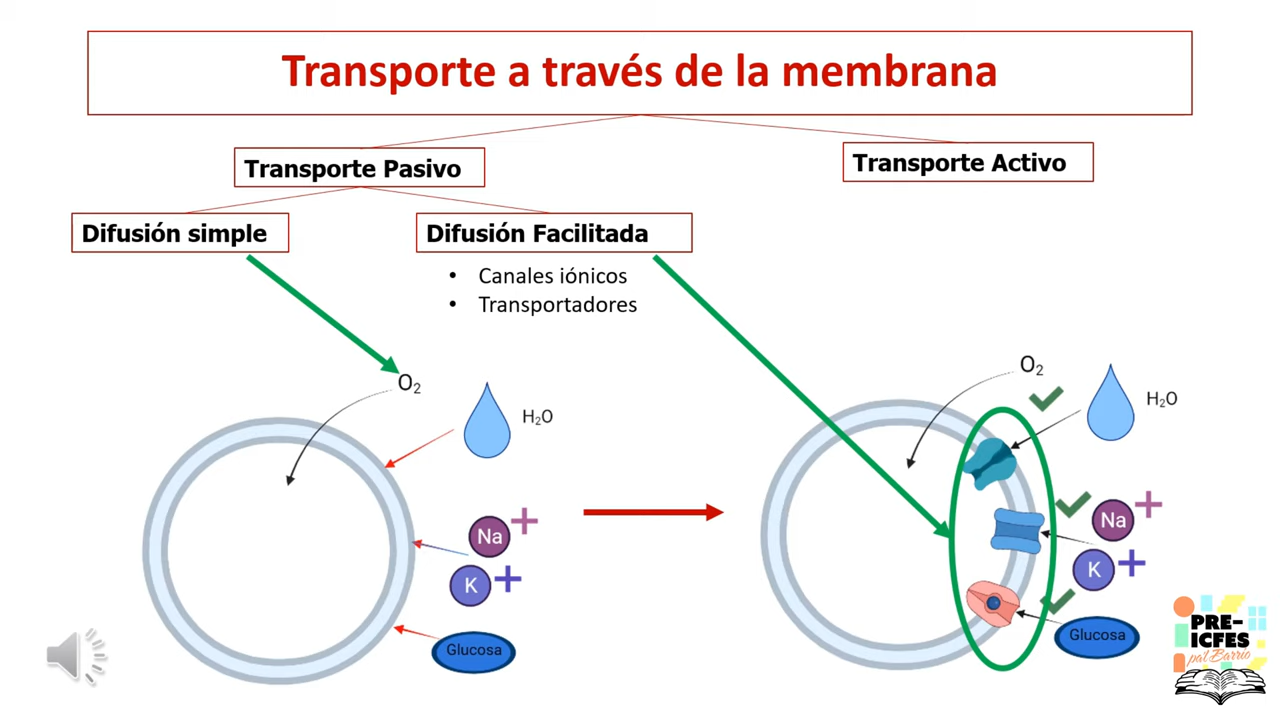 Transporte a través de la membrana
Transporte Pasivo
Transporte Activo
Difusión simple
Difusión Facilitada
• Canales iónicos
• Transportadores
O₂
H₂O
Na +
K +
Glucosa
O₂
H₂O
Na +
K +
Glucosa
PRE-
ICFES
pa'l Barrio